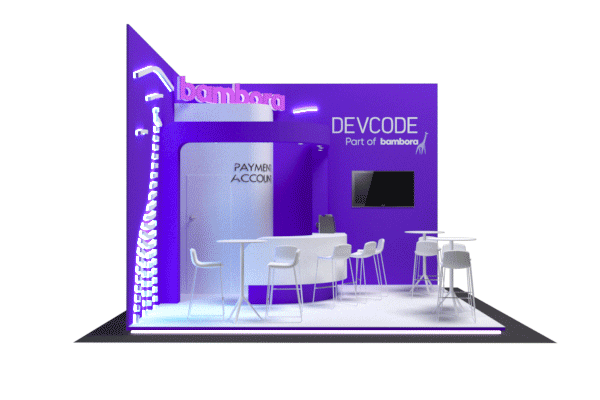 bambora
DEVCODE
Part of bambora
PAYMEN
ACCOUN